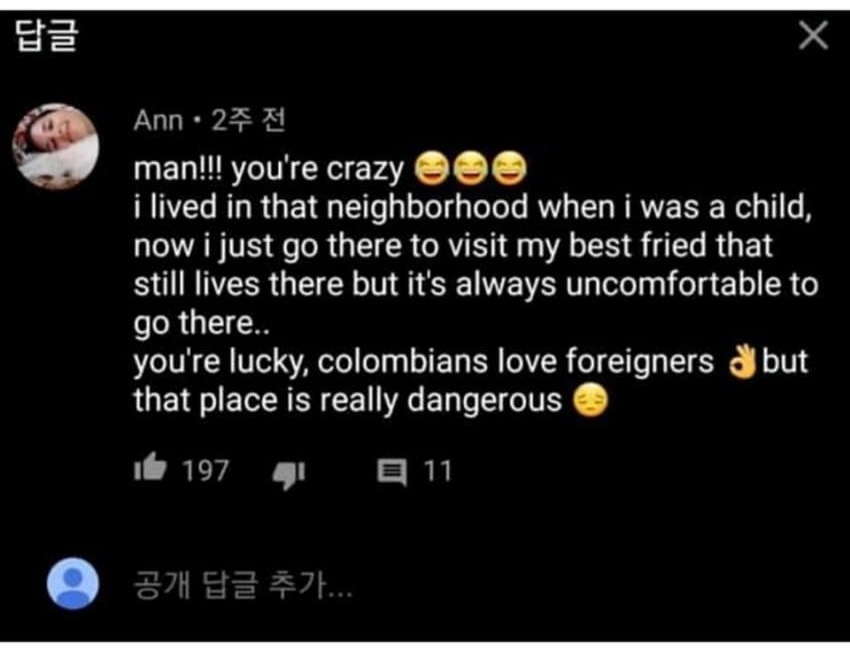 답글
Ann • 2주 전
man!!! you're crazy 😂😂😂
i lived in that neighborhood when i was a child,
now i just go there to visit my best fried that
still lives there but it's always uncomfortable to
go there..
you're lucky, colombians love foreigners 👌but
that place is really dangerous 😔
197 11
공개 답글 추가...